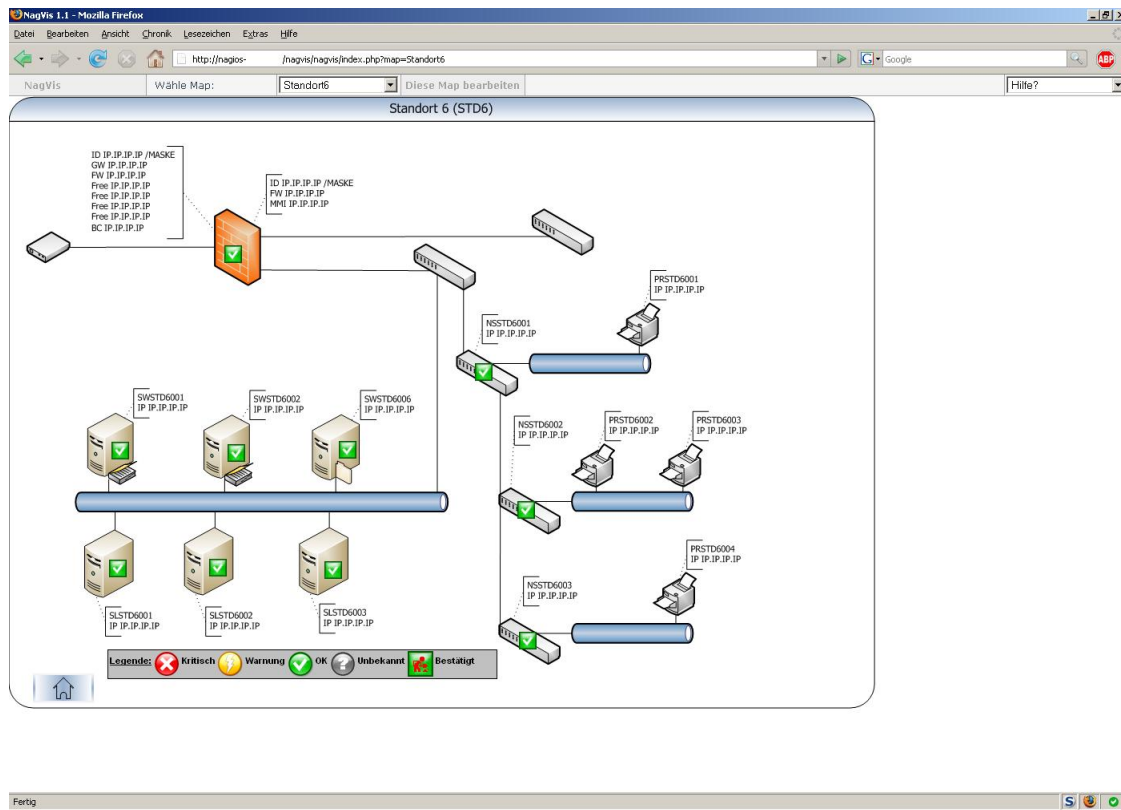 NagVis 1.1 - Mozilla Firefox
Datei Bearbeiten Ansicht Chronik Lesezeichen Extras Hilfe
http://nagios- /nagvis/nagvis/index.php?map=Standort6
G Google
ABP
NagVis Wähle Map: Standort6 Diese Map bearbeiten Hilfe?
Standort 6 (STD6)
ID IP.IP.IP.IP /MASKE
GW IP.IP.IP.IP
FW IP.IP.IP.IP
Free IP.IP.IP.IP
Free IP.IP.IP.IP
Free IP.IP.IP.IP
Free IP.IP.IP.IP
BC IP.IP.IP.IP
ID IP.IP.IP.IP /MASKE
FW IP.IP.IP.IP
MMI IP.IP.IP.IP
PRSTD6001
IP IP.IP.IP.IP
NSSTD6001
IP IP.IP.IP.IP
SWSTD6001
IP IP.IP.IP.IP
SWSTD6002
IP IP.IP.IP.IP
SWSTD6006
IP IP.IP.IP.IP
NSSTD6002
IP IP.IP.IP.IP
PRSTD6002
IP IP.IP.IP.IP
PRSTD6003
IP IP.IP.IP.IP
PRSTD6004
IP IP.IP.IP.IP
NSSTD6003
IP IP.IP.IP.IP
SLSTD6001
IP IP.IP.IP.IP
SLSTD6002
IP IP.IP.IP.IP
SLSTD6003
IP IP.IP.IP.IP
Legende: Kritisch Warnung OK ? Unbekannt Bestätigt
Fertig
S